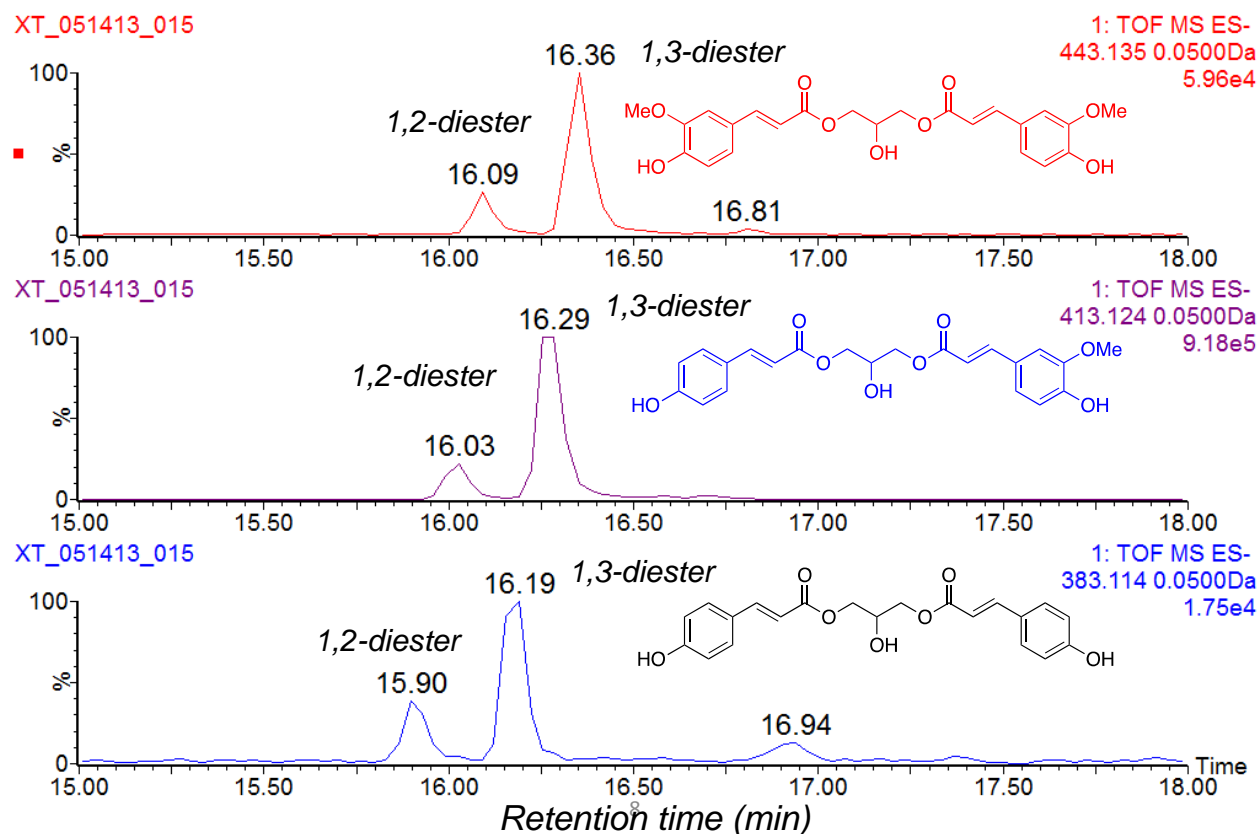 XT_051413_015
1: TOF MS ES-
443.135 0.0500Da
5.96e4
16.36
1,3-diester
1,2-diester
16.09
16.81
100
%
0
O
O
MeO
O
O
OMe
HO
OH
OH
15.00 15.50 16.00 16.50 17.00 17.50 18.00
XT_051413_015
1: TOF MS ES-
413.124 0.0500Da
9.18e5
1,3-diester
16.29
1,2-diester
16.03
100
%
0
O
O
O
O
OMe
HO
OH
OH
15.00 15.50 16.00 16.50 17.00 17.50 18.00
XT_051413_015
1: TOF MS ES-
383.114 0.0500Da
1.75e4
1,3-diester
16.19
1,2-diester
15.90
16.94
100
%
0
O
O
O
O
HO
OH
OH
Time
15.00 15.50 16.00 16.50 17.00 17.50 18.00
8
Retention time (min)